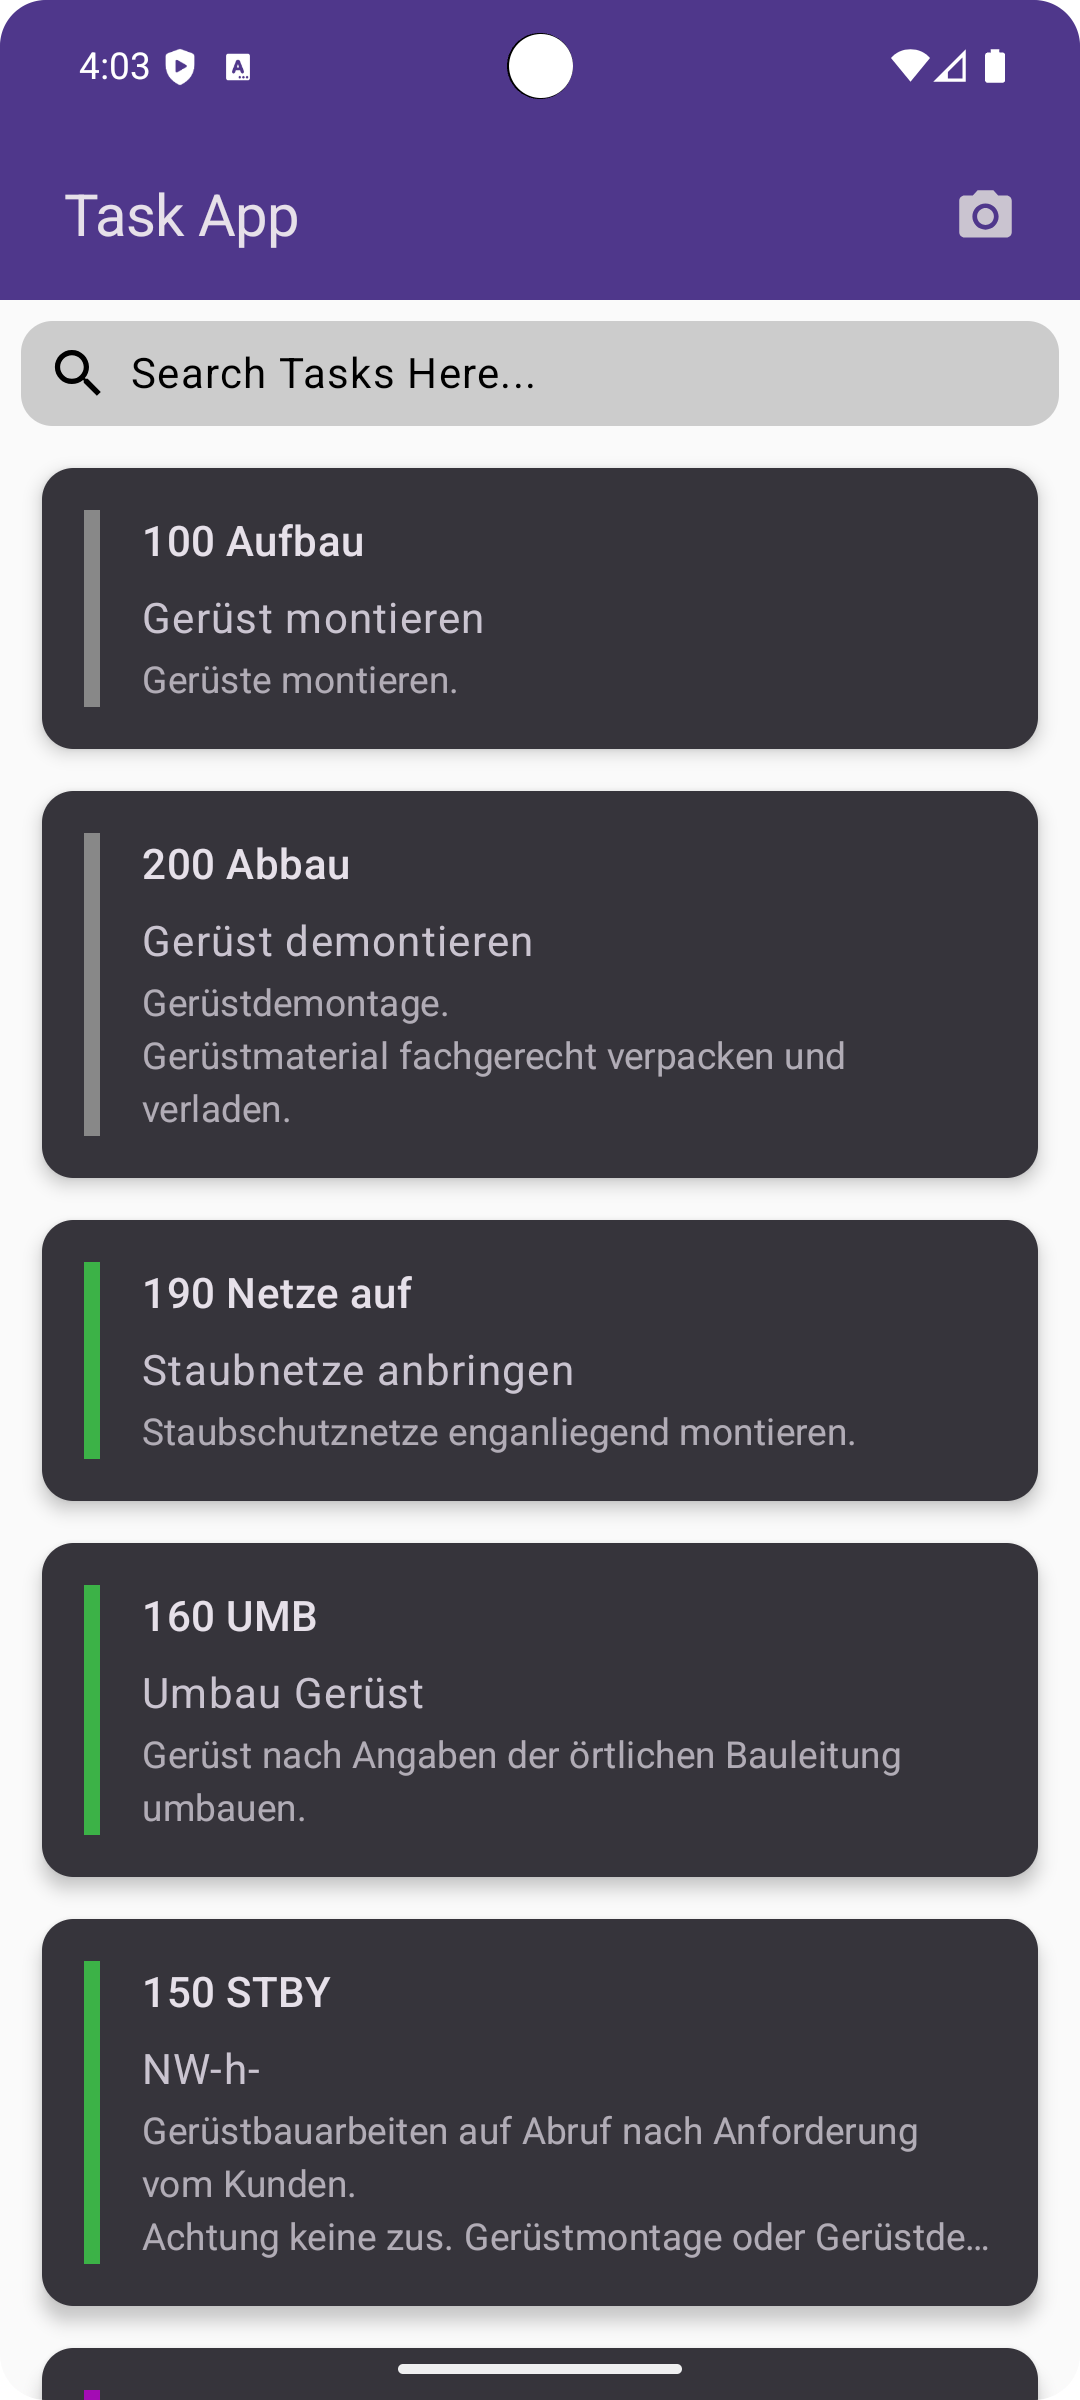 4:03
Task App
Search Tasks Here...
100 Aufbau
Gerüst montieren
Gerüste montieren.
200 Abbau
Gerüst demontieren
Gerüstdemontage.
Gerüstmaterial fachgerecht verpacken und
verladen.
190 Netze auf
Staubnetze anbringen
Staubschutznetze enganliegend montieren.
160 UMB
Umbau Gerüst
Gerüst nach Angaben der örtlichen Bauleitung
umbauen.
150 STBY
NW-h-
Gerüstbauarbeiten auf Abruf nach Anforderung
vom Kunden.
Achtung keine zus. Gerüstmontage oder Gerüstde...